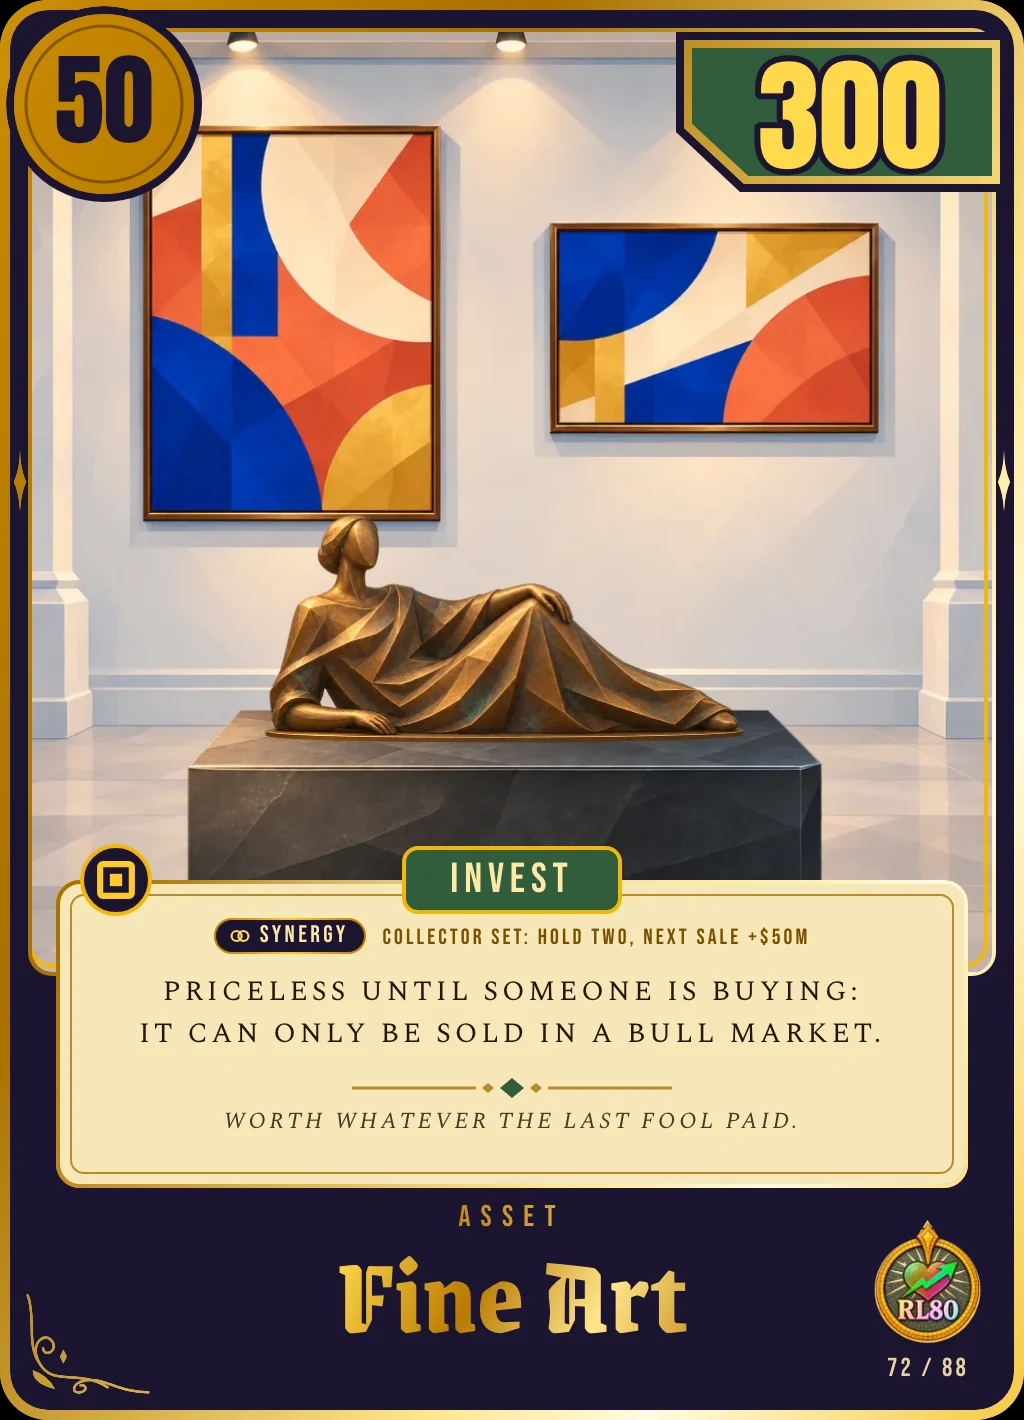 50
300
INVEST
SYNERGY COLLECTOR SET: HOLD TWO, NEXT SALE +$50M
PRICELESS UNTIL SOMEONE IS BUYING:
IT CAN ONLY BE SOLD IN A BULL MARKET.
WORTH WHATEVER THE LAST FOOL PAID.
ASSET
Fine Art
RL80
72 / 88